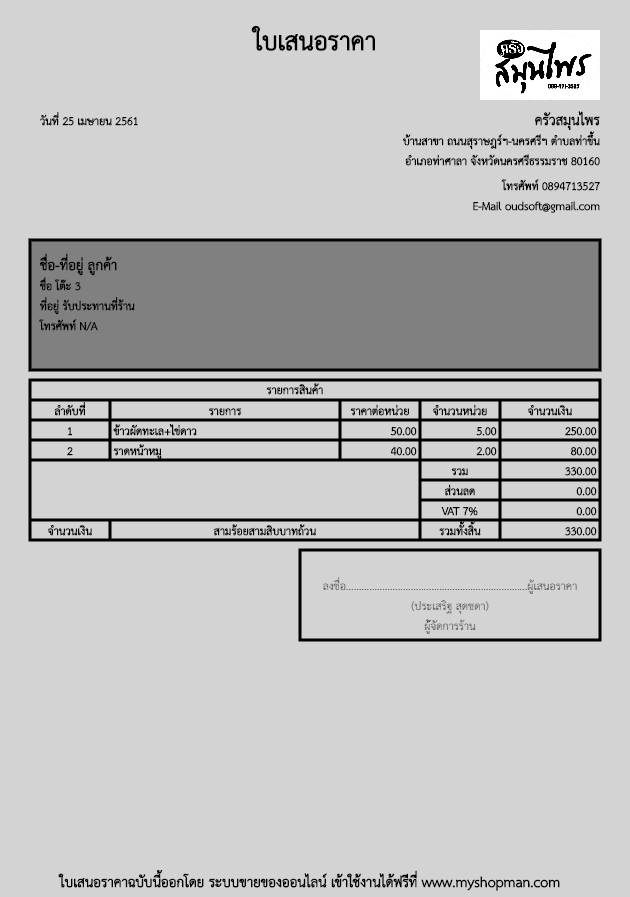 ใบเสนอราคา
ครัว
สมุนไพร
วันที่ 25 เมษายน 2561
ครัวสมุนไพร
บ้านสาขา ถนนสุราษฎร์ฯ-นครศรีฯ ตำบลท่าขึ้น
อำเภอท่าศาลา จังหวัดนครศรีธรรมราช 80160
โทรศัพท์ 0894713527
E-Mail oudsoft@gmail.com
ชื่อ-ที่อยู่ ลูกค้า
ชื่อ โต๊ะ 3
ที่อยู่ รับประทานที่ร้าน
โทรศัพท์ N/A
รายการสินค้า
ลำดับที่ รายการ ราคาต่อหน่วย จำนวนหน่วย จำนวนเงิน
1 ข้าวผัดทะเล+ไข่ดาว 50.00 5.00 250.00
2 ราดหน้าหมู 40.00 2.00 80.00
รวม 330.00
ส่วนลด 0.00
VAT 7% 0.00
จำนวนเงิน สามร้อยสามสิบบาทถ้วน รวมทั้งสิ้น 330.00
ลงชื่อ..............................................................ผู้เสนอราคา
(ประเสริฐ สุดชดา)
ผู้จัดการร้าน
ใบเสนอราคาฉบับนี้ออกโดย ระบบขายของออนไลน์ เข้าใช้งานได้ฟรีที่ www.myshopman.com